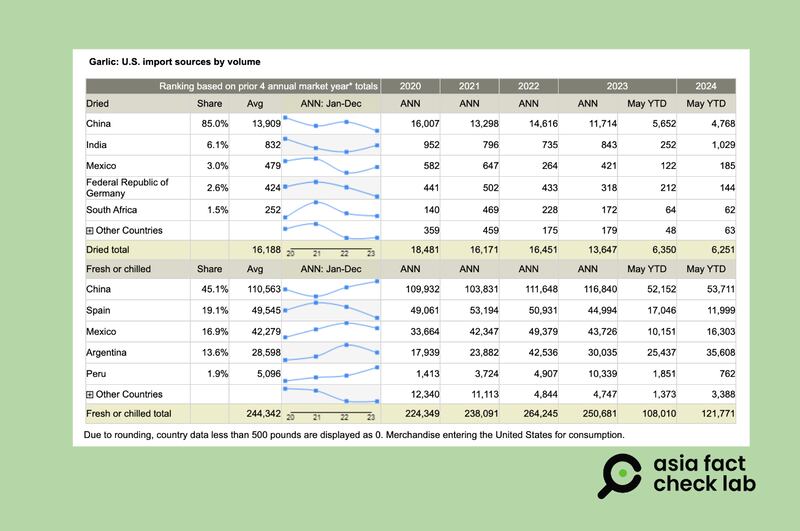 Garlic: U.S. import sources by volume
Ranking based on prior 4 annual market year* totals 2020 2021 2022 2023 2024
Dried Share Avg ANN: Jan-Dec ANN ANN ANN ANN May YTD May YTD
China 85.0% 13,909 16,007 13,298 14,616 11,714 5,652 4,768
India 6.1% 832 952 796 735 843 252 1,029
Mexico 3.0% 479 582 647 264 421 122 185
Federal Republic of
Germany 2.6% 424 441 502 433 318 212 144
South Africa 1.5% 252 140 469 228 172 64 62
Other Countries 359 459 175 179 48 63
Dried total 16,188 20 21 22 23 18,481 16,171 16,451 13,647 6,350 6,251
Fresh or chilled Share Avg ANN: Jan-Dec ANN ANN ANN ANN May YTD May YTD
China 45.1% 110,563 109,932 103,831 111,648 116,840 52,152 53,711
Spain 19.1% 49,545 49,061 53,194 50,931 44,994 17,046 11,999
Mexico 16.9% 42,279 33,664 42,347 49,379 43,726 10,151 16,303
Argentina 13.6% 28,598 17,939 23,882 42,536 30,035 25,437 35,608
Peru 1.9% 5,096 1,413 3,724 4,907 10,339 1,851 762
Other Countries 12,340 11,113 4,844 4,747 1,373 3,388
Fresh or chilled total 244,342 20 21 22 23 224,349 238,091 264,245 250,681 108,010 121,771
Due to rounding, country data less than 500 pounds are displayed as 0. Merchandise entering the United States for consumption.
asia fact
check lab